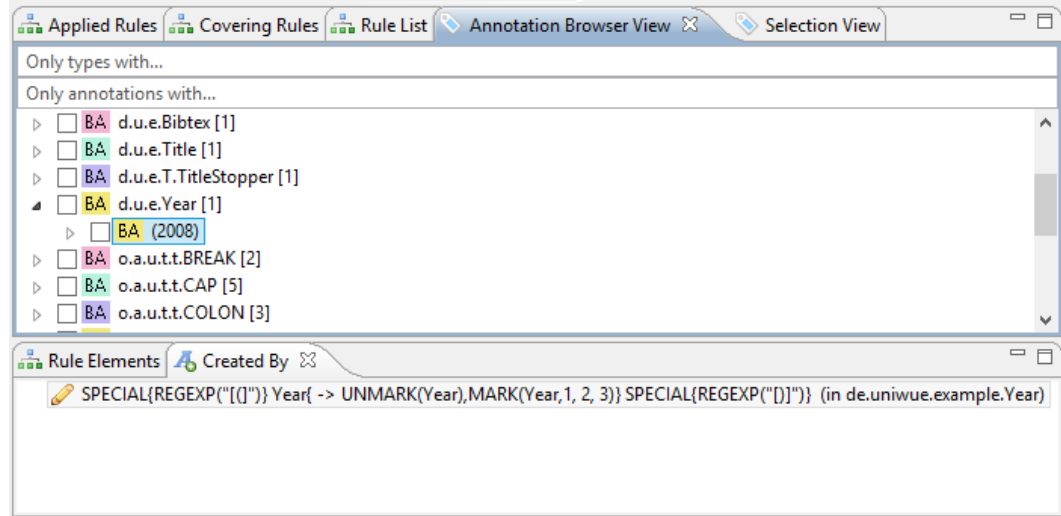 Applied Rules Covering Rules Rule List Annotation Browser View Selection View
Only types with...
Only annotations with...
BA d.u.e.Bibtex [1]
BA d.u.e.Title [1]
BA d.u.e.T.TitleStopper [1]
BA d.u.e.Year [1]
BA (2008)
BA o.a.u.t.t.BREAK [2]
BA o.a.u.t.t.CAP [5]
BA o.a.u.t.t.COLON [3]
Rule Elements Created By
SPECIAL{REGEXP("[(]")} Year{ -> UNMARK(Year),MARK(Year,1, 2, 3)} SPECIAL{REGEXP("[)]")} (in de.uniwue.example.Year)